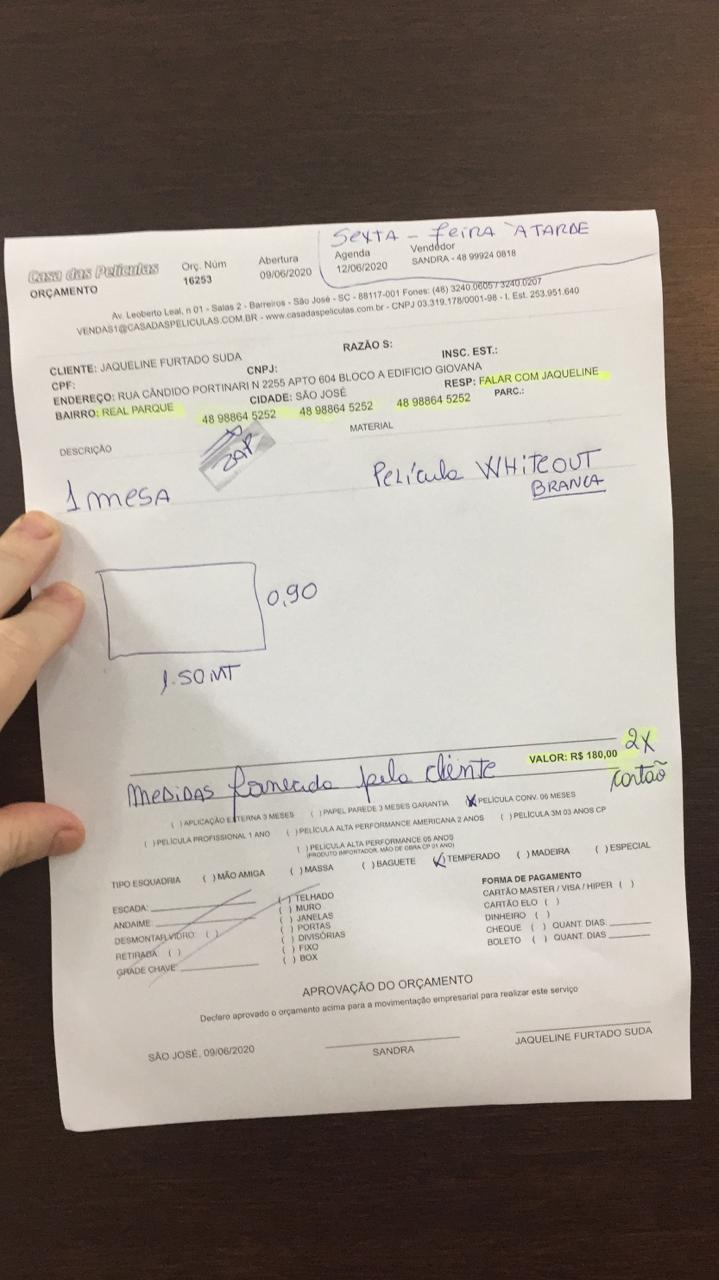 SEXTA - FEIRA A TARDE
Casa das Películas
ORÇAMENTO
Orç. Núm
16253
Abertura
09/06/2020
Agenda
12/06/2020
Vendedor
SANDRA - 48 99924 0818
Av. Leoberto Leal, n 01 - Salas 2 - Barreiros - São José - SC - 88117-001 Fones: (48) 3240.0605 / 3240.0207
VENDAS1@CASADASPELICULAS.COM.BR - www.casadaspeliculas.com.br - CNPJ 03.319.178/0001-98 - I. Est. 253.951.640
CLIENTE: JAQUELINE FURTADO SUDA
RAZÃO S:
CPF:
CNPJ:
INSC. EST.:
ENDEREÇO: RUA CÂNDIDO PORTINARI N 2255 APTO 604 BLOCO A EDIFICIO GIOVANA
BAIRRO: REAL PARQUE
CIDADE: SÃO JOSÉ
RESP: FALAR COM JAQUELINE
48 98864 5252 48 98864 5252 48 98864 5252
PARC.:
DESCRIÇÃO
ZAP
MATERIAL
1 MESA
Película WHITEOUT
BRANCA
0,90
1.50 MT
VALOR: R$ 180,00
2X
cartão
MEDIDAS fornecida pelo cliente
( ) APLICAÇÃO EXTERNA 3 MESES ( ) PAPEL PAREDE 3 MESES GARANTIA (X) PELÍCULA CONV. 06 MESES
( ) PELÍCULA PROFISSIONAL 1 ANO ( ) PELÍCULA ALTA PERFORMANCE AMERICANA 2 ANOS ( ) PELÍCULA 3M 03 ANOS CP
( ) PELÍCULA ALTA PERFORMANCE 05 ANOS
(PRODUTO IMPORTADOR, MÃO DE OBRA CP 01 ANO)
TIPO ESQUADRIA ( ) MÃO AMIGA ( ) MASSA ( ) BAGUETE (✓) TEMPERADO ( ) MADEIRA ( ) ESPECIAL
ESCADA:
ANDAIME:
DESMONTAR VIDRO: ( )
RETIRADA: ( )
GRADE CHAVE:
( ) TELHADO
( ) MURO
( ) JANELAS
( ) PORTAS
( ) DIVISÓRIAS
( ) FIXO
( ) BOX
FORMA DE PAGAMENTO
CARTÃO MASTER / VISA / HIPER ( )
CARTÃO ELO ( )
DINHEIRO ( )
CHEQUE ( ) QUANT. DIAS:
BOLETO ( ) QUANT. DIAS
APROVAÇÃO DO ORÇAMENTO
Declaro aprovado o orçamento acima para a movimentação empresarial para realizar este serviço
SÃO JOSÉ, 09/06/2020
SANDRA
JAQUELINE FURTADO SUDA